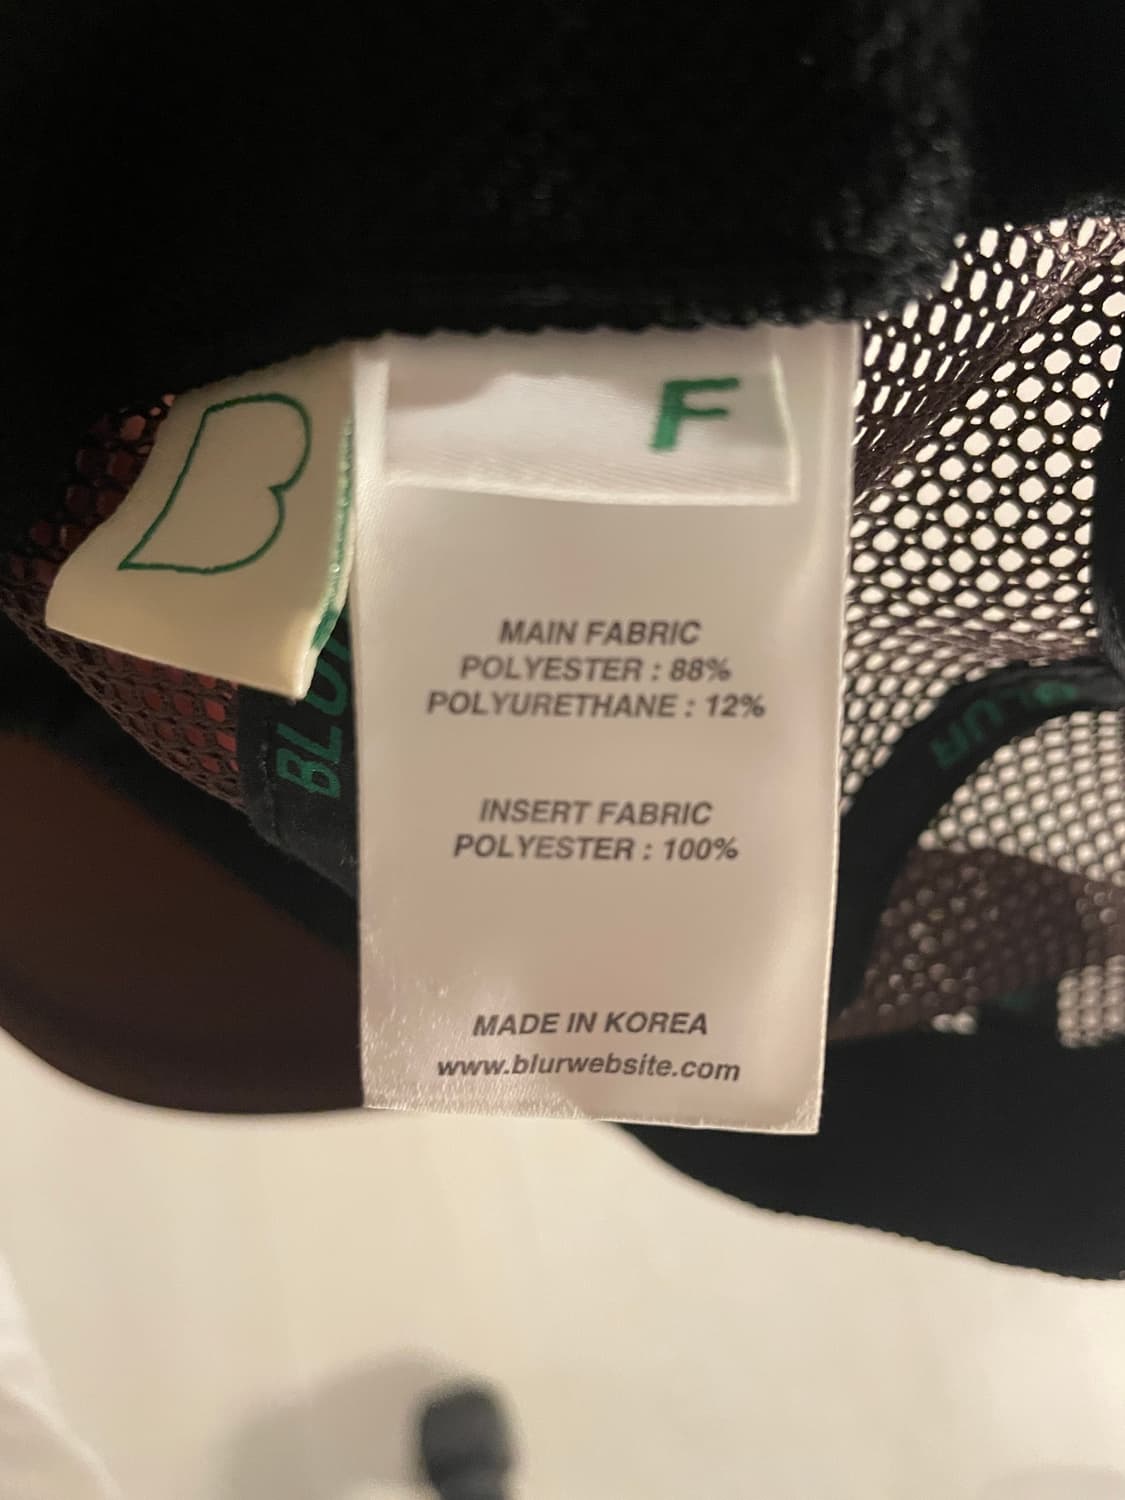 B
F
MAIN FABRIC
POLYESTER : 88%
POLYURETHANE : 12%
INSERT FABRIC
POLYESTER : 100%
MADE IN KOREA
www.blurwebsite.com
BLUR
BLUR